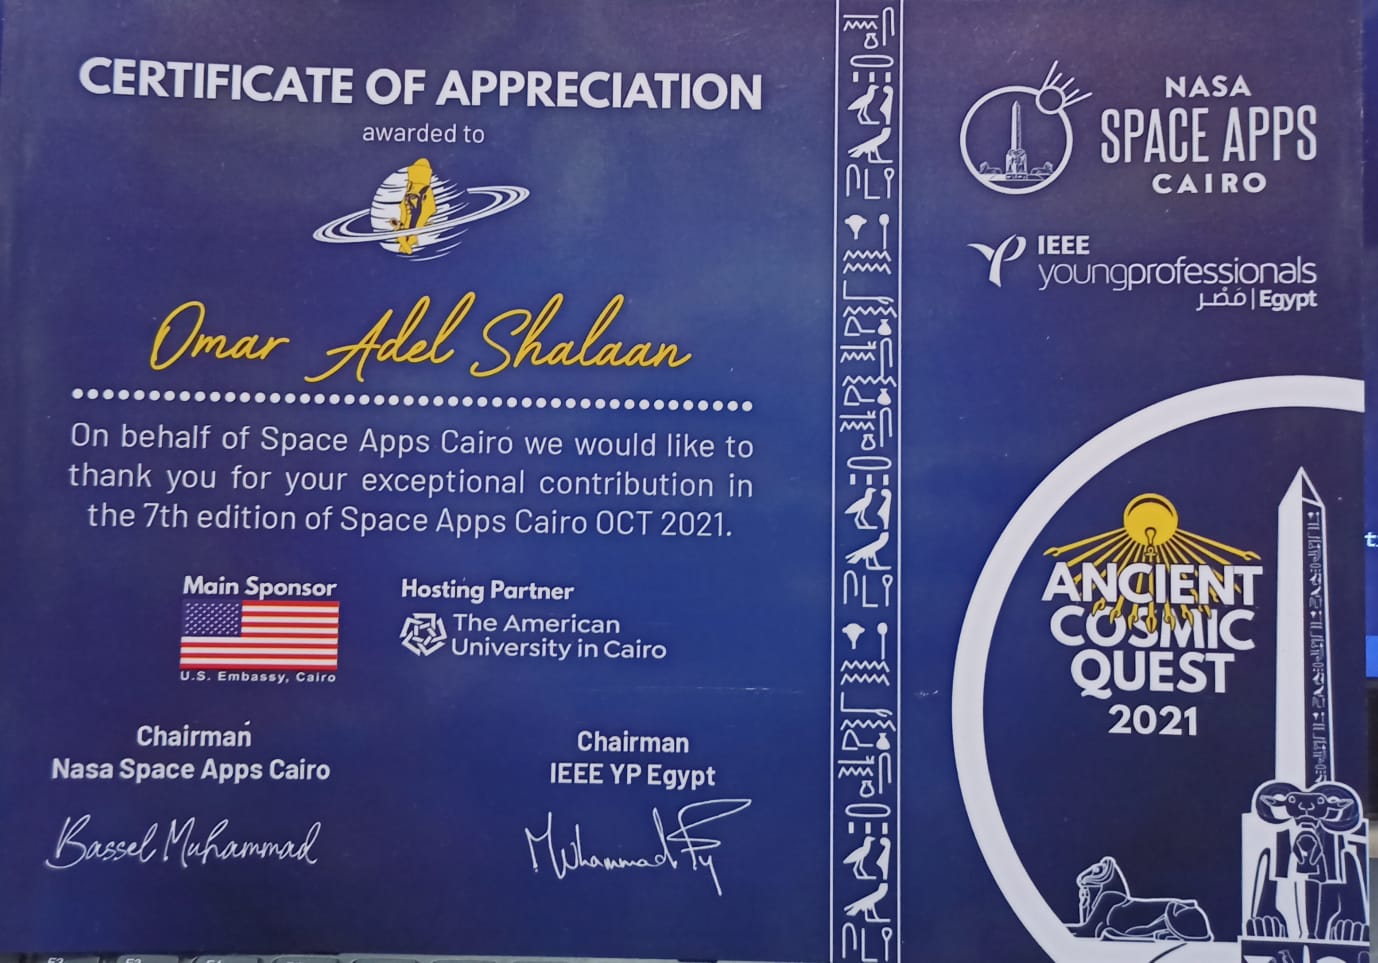 CERTIFICATE OF APPRECIATION
awarded to
Omar Adel Shalaan
On behalf of Space Apps Cairo we would like to
thank you for your exceptional contribution in
the 7th edition of Space Apps Cairo OCT 2021.
Main Sponsor
U.S. Embassy, Cairo
Hosting Partner
The American
University in Cairo
Chairman
Nasa Space Apps Cairo
Bassel Muhammad
Chairman
IEEE YP Egypt
Muhammad
NASA
SPACE APPS
CAIRO
IEEE
youngprofessionals
مَصْر | Egypt
ANCIENT
COSMIC
QUEST
2021